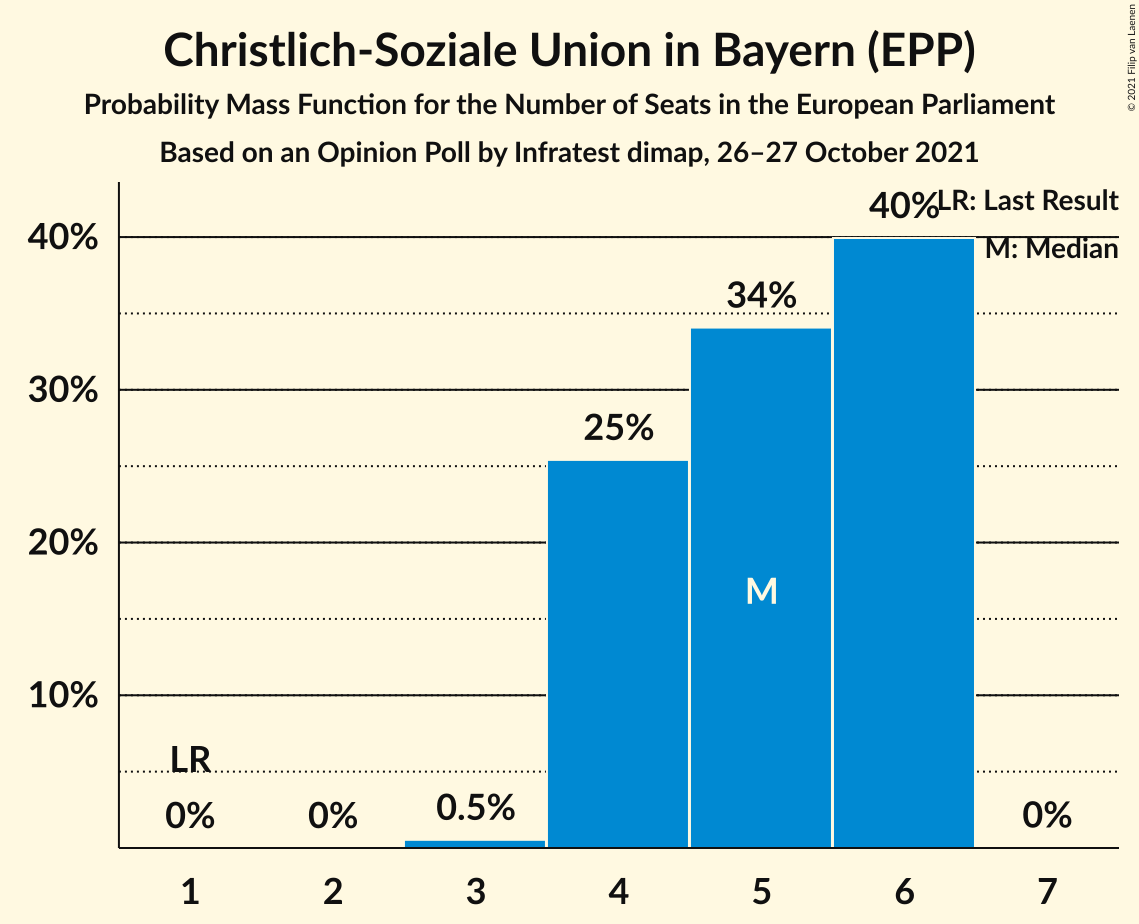 Christlich-Soziale Union in Bayern (EPP)
Probability Mass Function for the Number of Seats in the European Parliament
Based on an Opinion Poll by Infratest dimap, 26–27 October 2021
© 2021 Filip van Laenen
LR: Last Result
M: Median
40%
30%
20%
10%
LR
0%
0%
0.5%
25%
34%
M
40%
0%
1 2 3 4 5 6 7